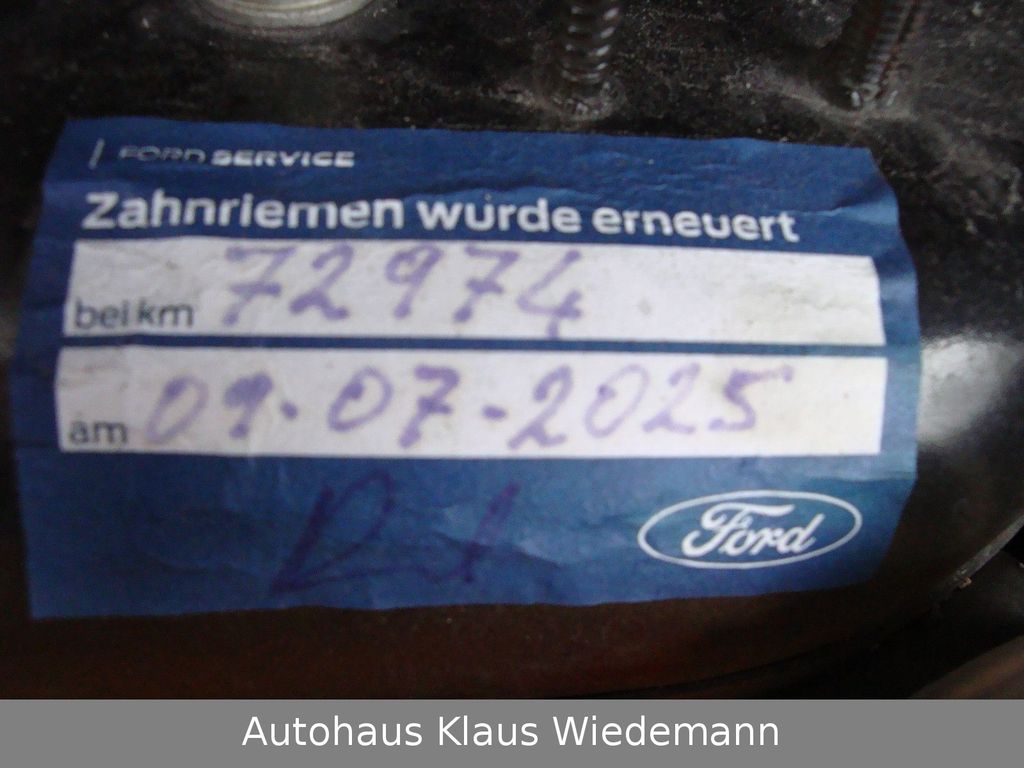 FORD SERVICE
Zahnriemen wurde erneuert
bei km 72974
am 09.07-2025
Ford
Autohaus Klaus Wiedemann